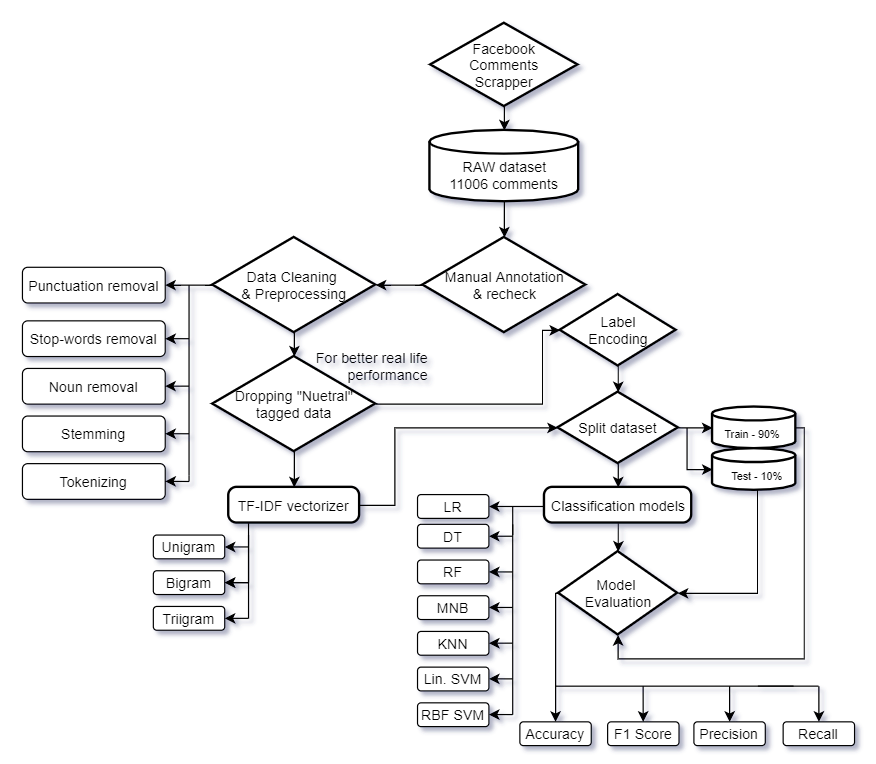 Facebook
Comments
Scrapper
RAW dataset
11006 comments
Manual Annotation
& recheck
Data Cleaning
& Preprocessing
Punctuation removal
Stop-words removal
Noun removal
Stemming
Tokenizing
For better real life
performance
Dropping "Nuetral"
tagged data
Label
Encoding
Split dataset
Train - 90%
Test - 10%
TF-IDF vectorizer
Unigram
Bigram
Triigram
Classification models
LR
DT
RF
MNB
KNN
Lin. SVM
RBF SVM
Model
Evaluation
Accuracy
F1 Score
Precision
Recall